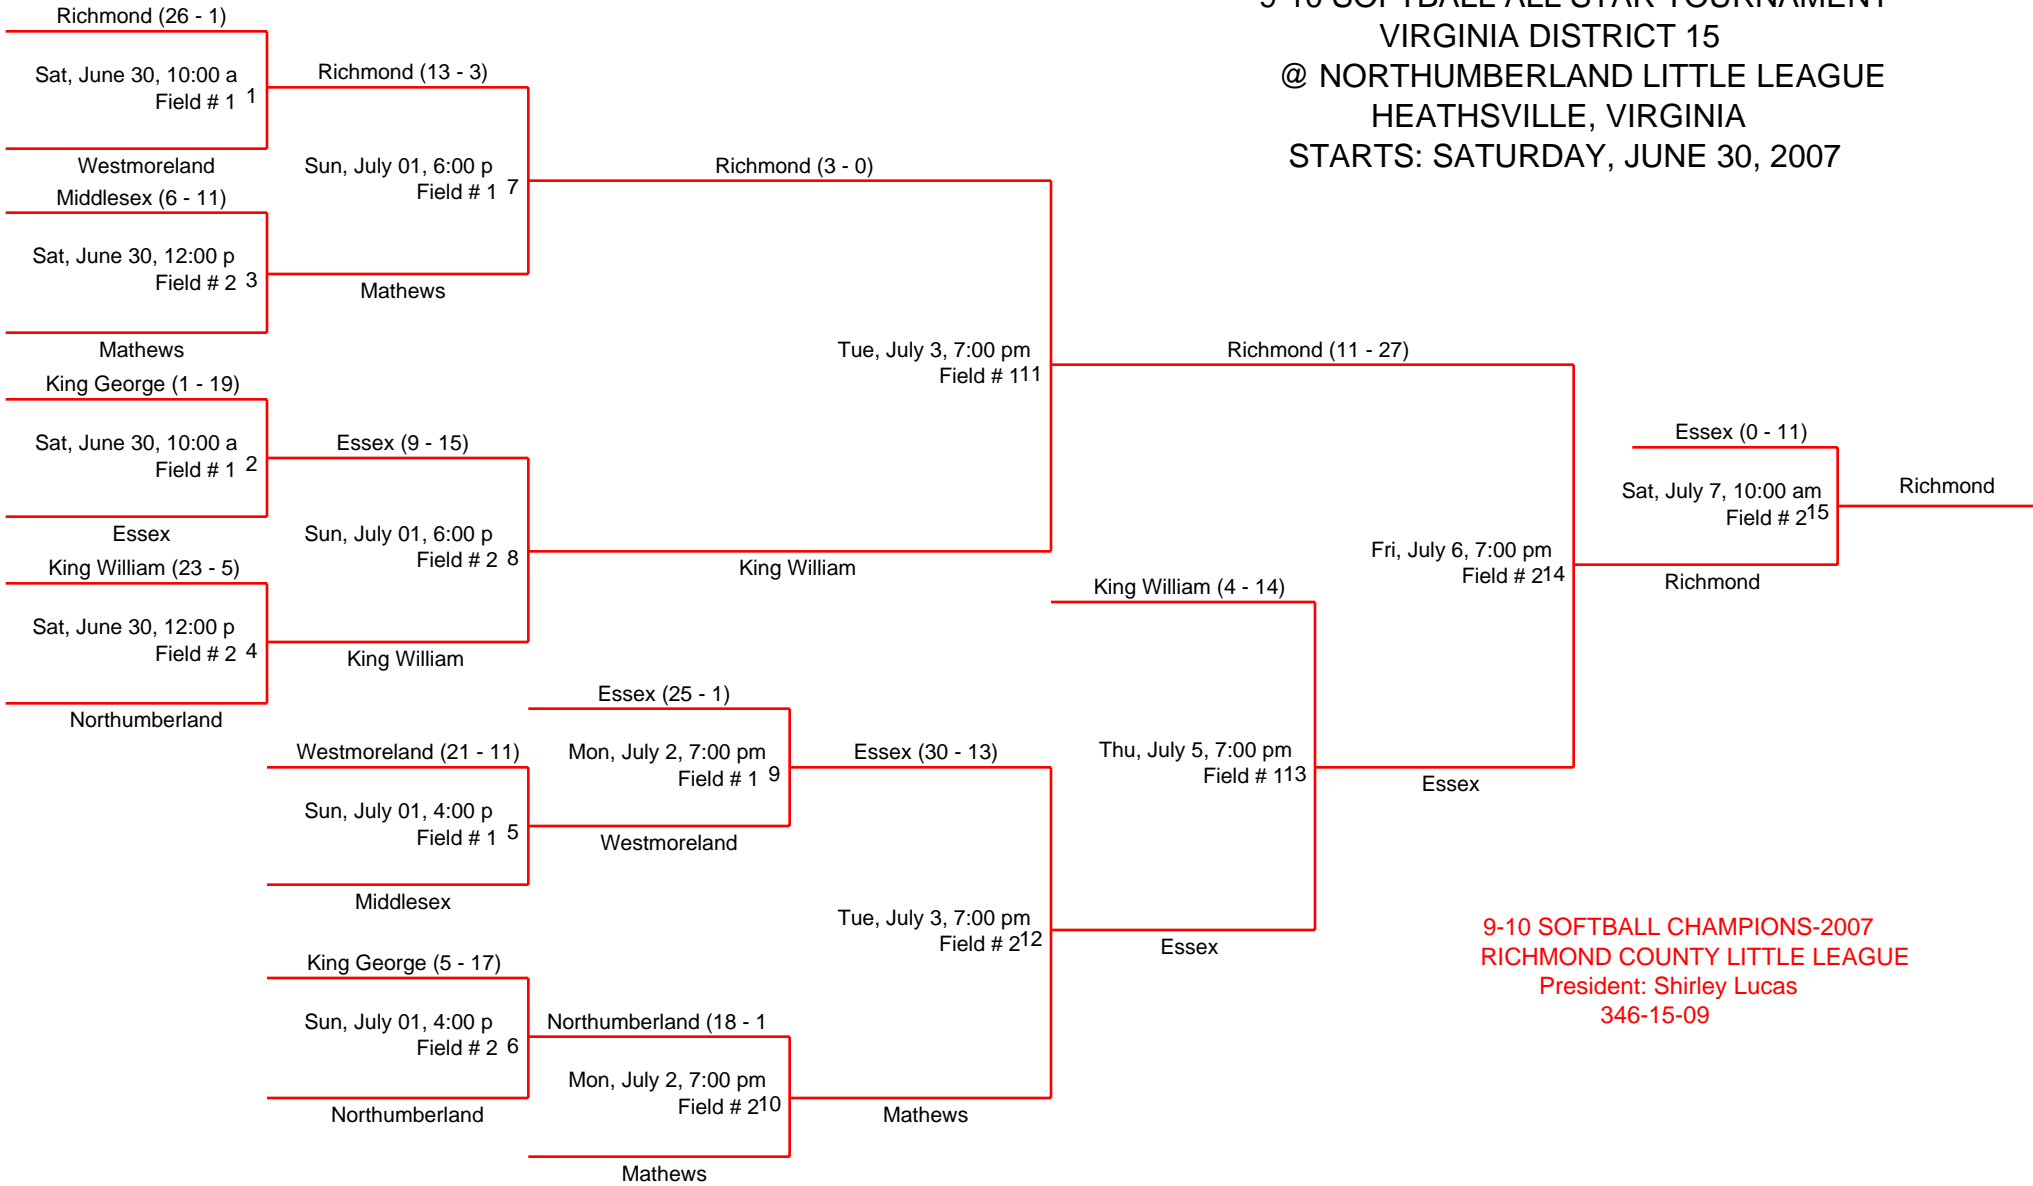 9-10 SOFTBALL ALL STAR TOURNAMENT
VIRGINIA DISTRICT 15
@ NORTHUMBERLAND LITTLE LEAGUE
HEATHSVILLE, VIRGINIA
STARTS: SATURDAY, JUNE 30, 2007
Richmond (26 - 1)
Sat, June 30, 10:00 a
Field # 1 1
Westmoreland
Middlesex (6 - 11)
Sat, June 30, 12:00 p
Field # 2 3
Mathews
King George (1 - 19)
Sat, June 30, 10:00 a
Field # 1 2
Essex
King William (23 - 5)
Sat, June 30, 12:00 p
Field # 2 4
Northumberland
Richmond (13 - 3)
Sun, July 01, 6:00 p
Field # 1 7
Mathews
Essex (9 - 15)
Sun, July 01, 6:00 p
Field # 2 8
King William
Westmoreland (21 - 11)
Sun, July 01, 4:00 p
Field # 1 5
Middlesex
King George (5 - 17)
Sun, July 01, 4:00 p
Field # 2 6
Northumberland
Essex (25 - 1)
Mon, July 2, 7:00 pm
Field # 1 9
Westmoreland
Northumberland (18 - 1
Mon, July 2, 7:00 pm
Field # 210
Mathews
Richmond (3 - 0)
Tue, July 3, 7:00 pm
Field # 111
King William
Essex (30 - 13)
Tue, July 3, 7:00 pm
Field # 212
Mathews
King William (4 - 14)
Thu, July 5, 7:00 pm
Field # 113
Essex
Richmond (11 - 27)
Fri, July 6, 7:00 pm
Field # 214
Essex
Essex (0 - 11)
Sat, July 7, 10:00 am
Field # 215
Richmond
Richmond
9-10 SOFTBALL CHAMPIONS-2007
RICHMOND COUNTY LITTLE LEAGUE
President: Shirley Lucas
346-15-09